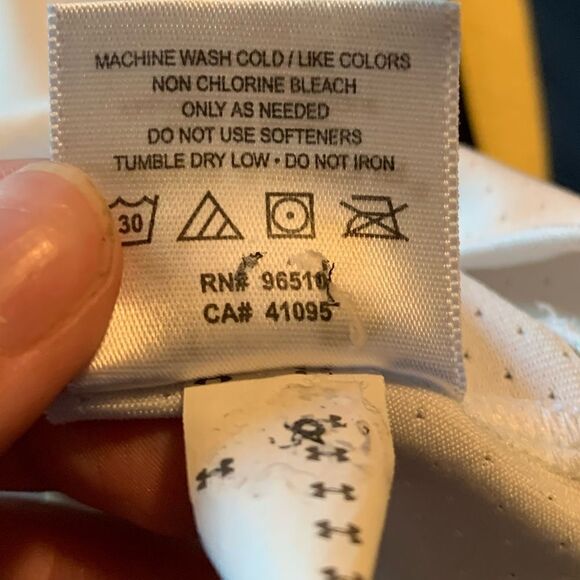 MACHINE WASH COLD / LIKE COLORS
NON CHLORINE BLEACH
ONLY AS NEEDED
DO NOT USE SOFTENERS
TUMBLE DRY LOW • DO NOT IRON
30
RN# 96510
CA# 41095